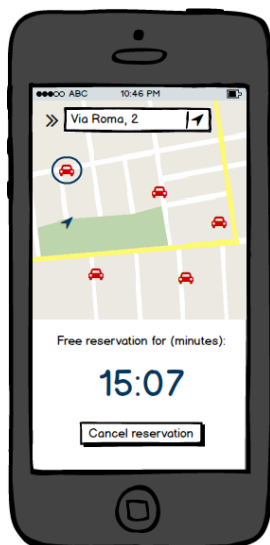 ABC 10:46 PM
Via Roma, 2
Free reservation for (minutes):
15:07
Cancel reservation